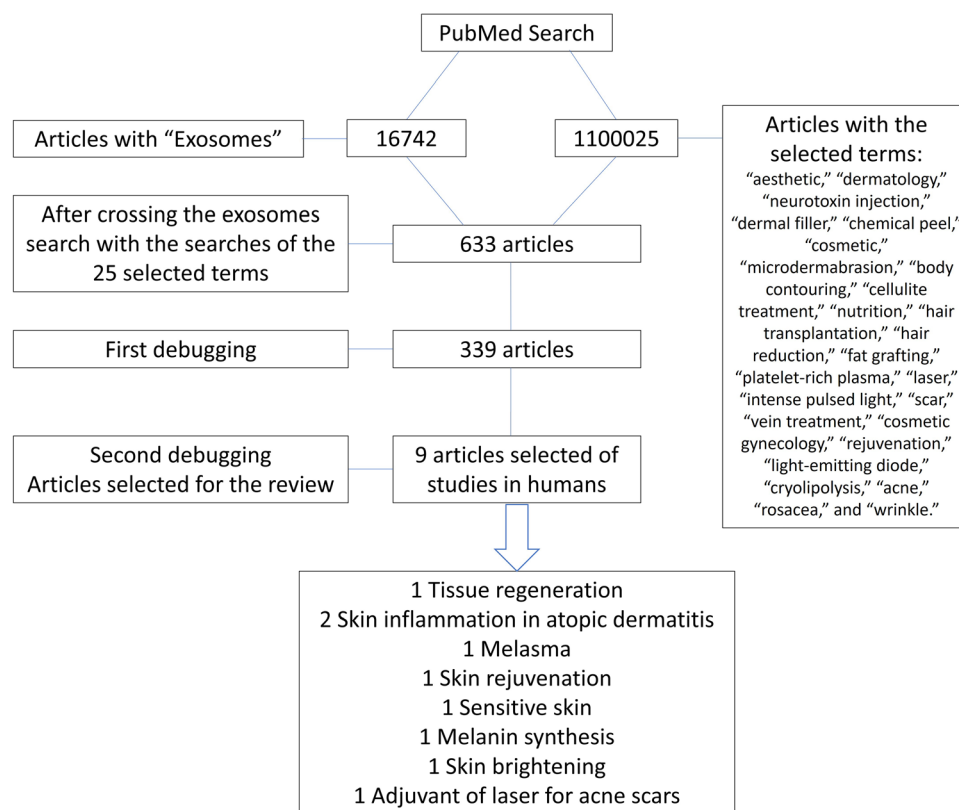 PubMed Search
Articles with “Exosomes”
16742
1100025
Articles with the
selected terms:
“aesthetic,” “dermatology,”
“neurotoxin injection,”
“dermal filler,” “chemical peel,”
“cosmetic,”
“microdermabrasion,” “body
contouring,” “cellulite
treatment,” “nutrition,” “hair
transplantation,” “hair
reduction,” “fat grafting,”
“platelet-rich plasma,” “laser,”
“intense pulsed light,” “scar,”
“vein treatment,” “cosmetic
gynecology,” “rejuvenation,”
“light-emitting diode,”
“cryolipolysis,” “acne,”
“rosacea,” and “wrinkle.”
After crossing the exosomes
search with the searches of the
25 selected terms
633 articles
First debugging
339 articles
Second debugging
Articles selected for the review
9 articles selected of
studies in humans
1 Tissue regeneration
2 Skin inflammation in atopic dermatitis
1 Melasma
1 Skin rejuvenation
1 Sensitive skin
1 Melanin synthesis
1 Skin brightening
1 Adjuvant of laser for acne scars